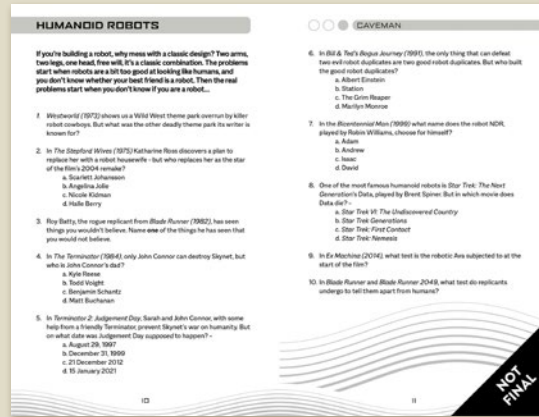 HUMANOID ROBOTS
If you're building a robot, why mess with a classic design? Two arms,
two legs, one head, free will, it's a classic combination. The problems
start when robots are a bit too good at looking like humans, and
you don't know whether your best friend is a robot. Then the real
problems start when you don't know if you are a robot...
1. Westworld (1973) shows us a Wild West theme park overrun by killer
robot cowboys. But what was the other deadly theme park its writer is
known for?
2. In The Stepford Wives (1975) Katharine Ross discovers a plan to
replace her with a robot housewife - but who replaces her as the star
of the film's 2004 remake?
a. Scarlett Johansson
b. Angelina Jolie
c. Nicole Kidman
d. Halle Berry
3. Roy Batty, the rogue replicant from Blade Runner (1982), has seen
things you wouldn't believe. Name one of the things he has seen that
you would not believe.
4. In The Terminator (1984), only John Connor can destroy Skynet, but
who is John Connor's dad?
a. Kyle Reese
b. Todd Voight
c. Benjamin Schantz
d. Matt Buchanan
5. In Terminator 2: Judgement Day, Sarah and John Connor, with some
help from a friendly Terminator, prevent Skynet's war on humanity. But
on what date was Judgement Day supposed to happen? -
a. August 29, 1997
b. December 31, 1999
c. 21 December 2012
d. 15 January 2021
10
CAVEMAN
6. In Bill & Ted's Bogus Journey (1991), the only thing that can defeat
two evil robot duplicates are two good robot duplicates. But who built
the good robot duplicates?
a. Albert Einstein
b. Station
c. The Grim Reaper
d. Marilyn Monroe
7. In the Bicentennial Man (1999) what name does the robot NDR,
played by Robin Williams, choose for himself?
a. Adam
b. Andrew
c. Isaac
d. David
8. One of the most famous humanoid robots is Star Trek: The Next
Generation's Data, played by Brent Spiner. But in which movie does
Data die? -
a. Star Trek VI: The Undiscovered Country
b. Star Trek Generations
c. Star Trek: First Contact
d. Star Trek: Nemesis
9. In Ex Machina (2014), what test is the robotic Ava subjected to at the
start of the film?
10. In Blade Runner and Blade Runner 2049, what test do replicants
undergo to tell them apart from humans?
11
NOT
FINAL